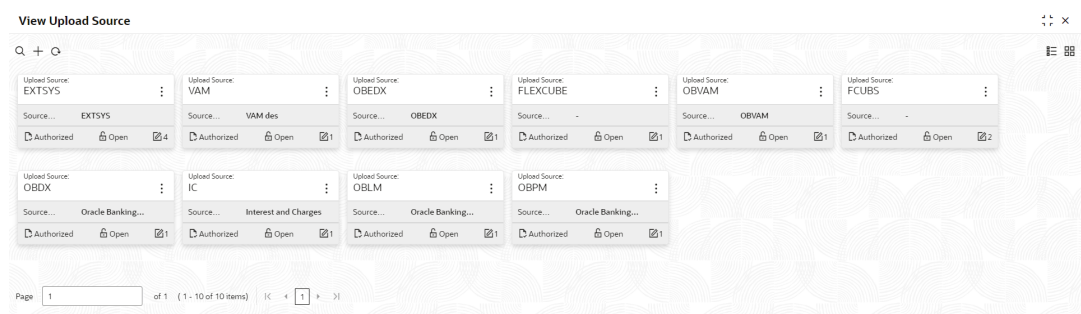 View Upload Source
Upload Source: Upload Source: Upload Source: Upload Source: Upload Source: Upload Source:
EXTSYS VAM OBEDX FLEXCUBE OBVAM FCUBS
Source... EXTSYS Source... VAM des Source... OBEDX Source... - Source... OBVAM Source... -
Authorized Open 4 Authorized Open 1 Authorized Open 1 Authorized Open 1 Authorized Open 1 Authorized Open 2
Upload Source: Upload Source: Upload Source: Upload Source:
OBDX IC OBLM OBPM
Source... Oracle Banking... Source... Interest and Charges Source... Oracle Banking... Source... Oracle Banking...
Authorized Open 1 Authorized Open 1 Authorized Open 1 Authorized Open 1
Page 1 of 1 (1 - 10 of 10 items) 1